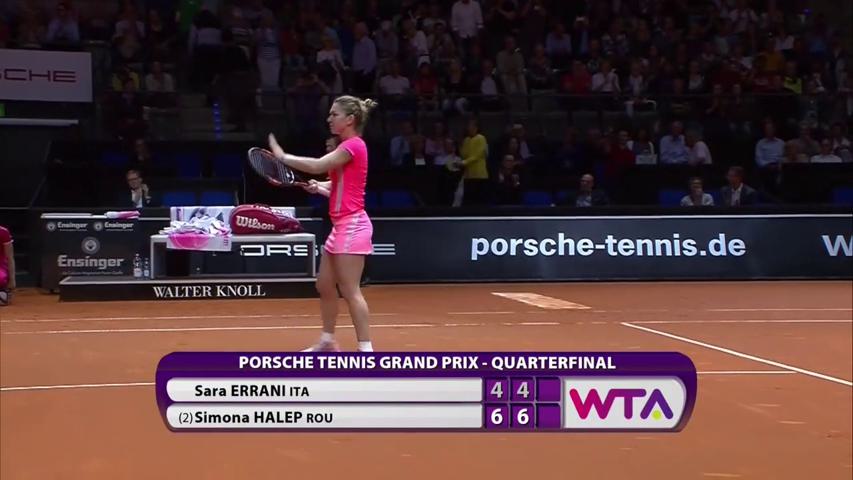 SCHE
Ensinger
Ensinger
Ensinger
Wilson
PORSCHE
WALTER KNOLL
porsche-tennis.de
W
PORSCHE TENNIS GRAND PRIX - QUARTERFINAL
Sara ERRANI ITA 4 4
(2) Simona HALEP ROU 6 6
WTA